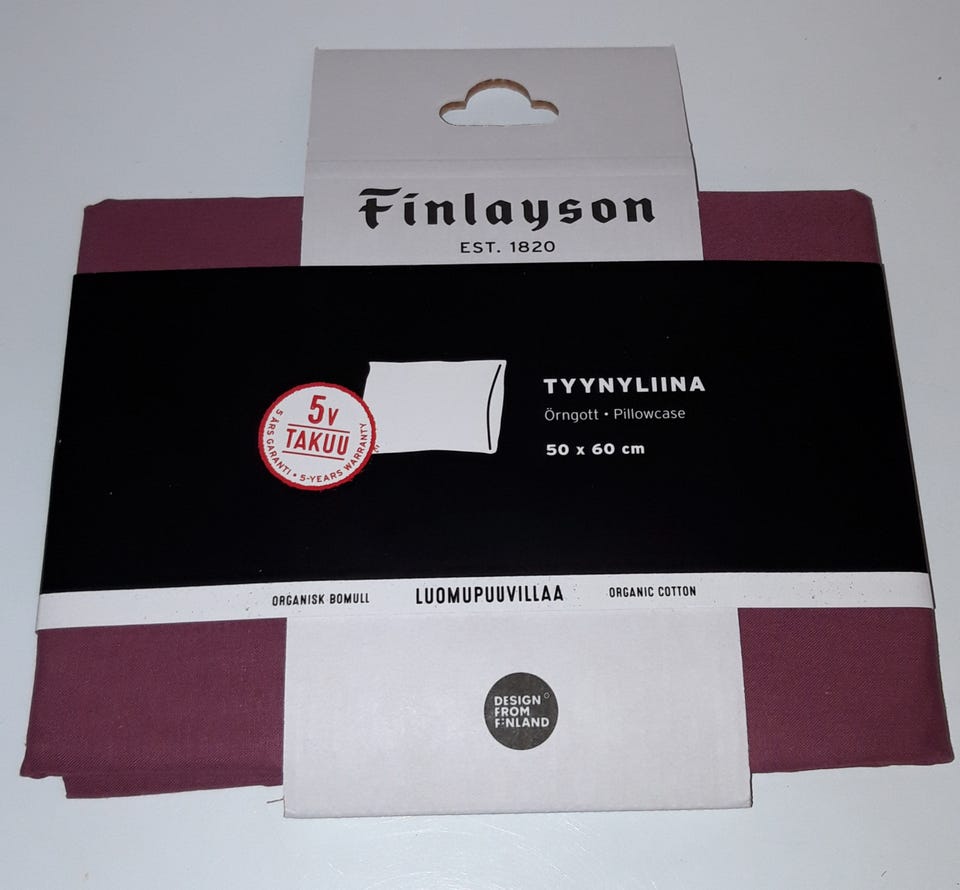 Finlayson
EST. 1820
5v
TAKUU
5 ÅRS GARANTI • 5-YEARS WARRANTY
TYYNYLIINA
Örngott • Pillowcase
50 x 60 cm
ORGANISK BOMULL LUOMUPUUVILLAA ORGANIC COTTON
DESIGN
FROM
FINLAND